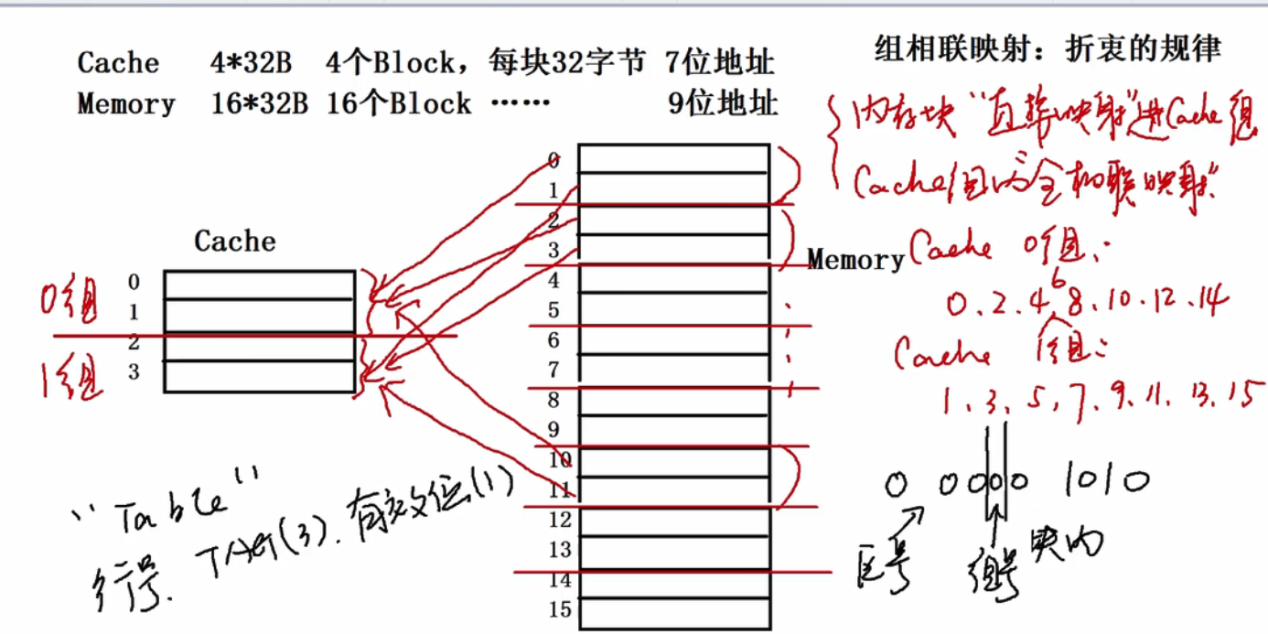 Cache 4*32B 4个Block，每块32字节 7位地址
Memory 16*32B 16个Block …… 9位地址
组相联映射：折衷的规律
内存块“直接映射”进Cache组
Cache组内“全相联映射”
Cache
0组
1组
0
1
2
3
0
1
2
3
4
5
6
7
8
9
10
11
12
13
14
15
Memory
Cache 0组：
0.2.4.6.8.10.12.14
Cache 1组：
1.3.5.7.9.11.13.15
0 0000 1010
区号 组号 块内
“Table”
行号. TAG(3). 有效位(1)